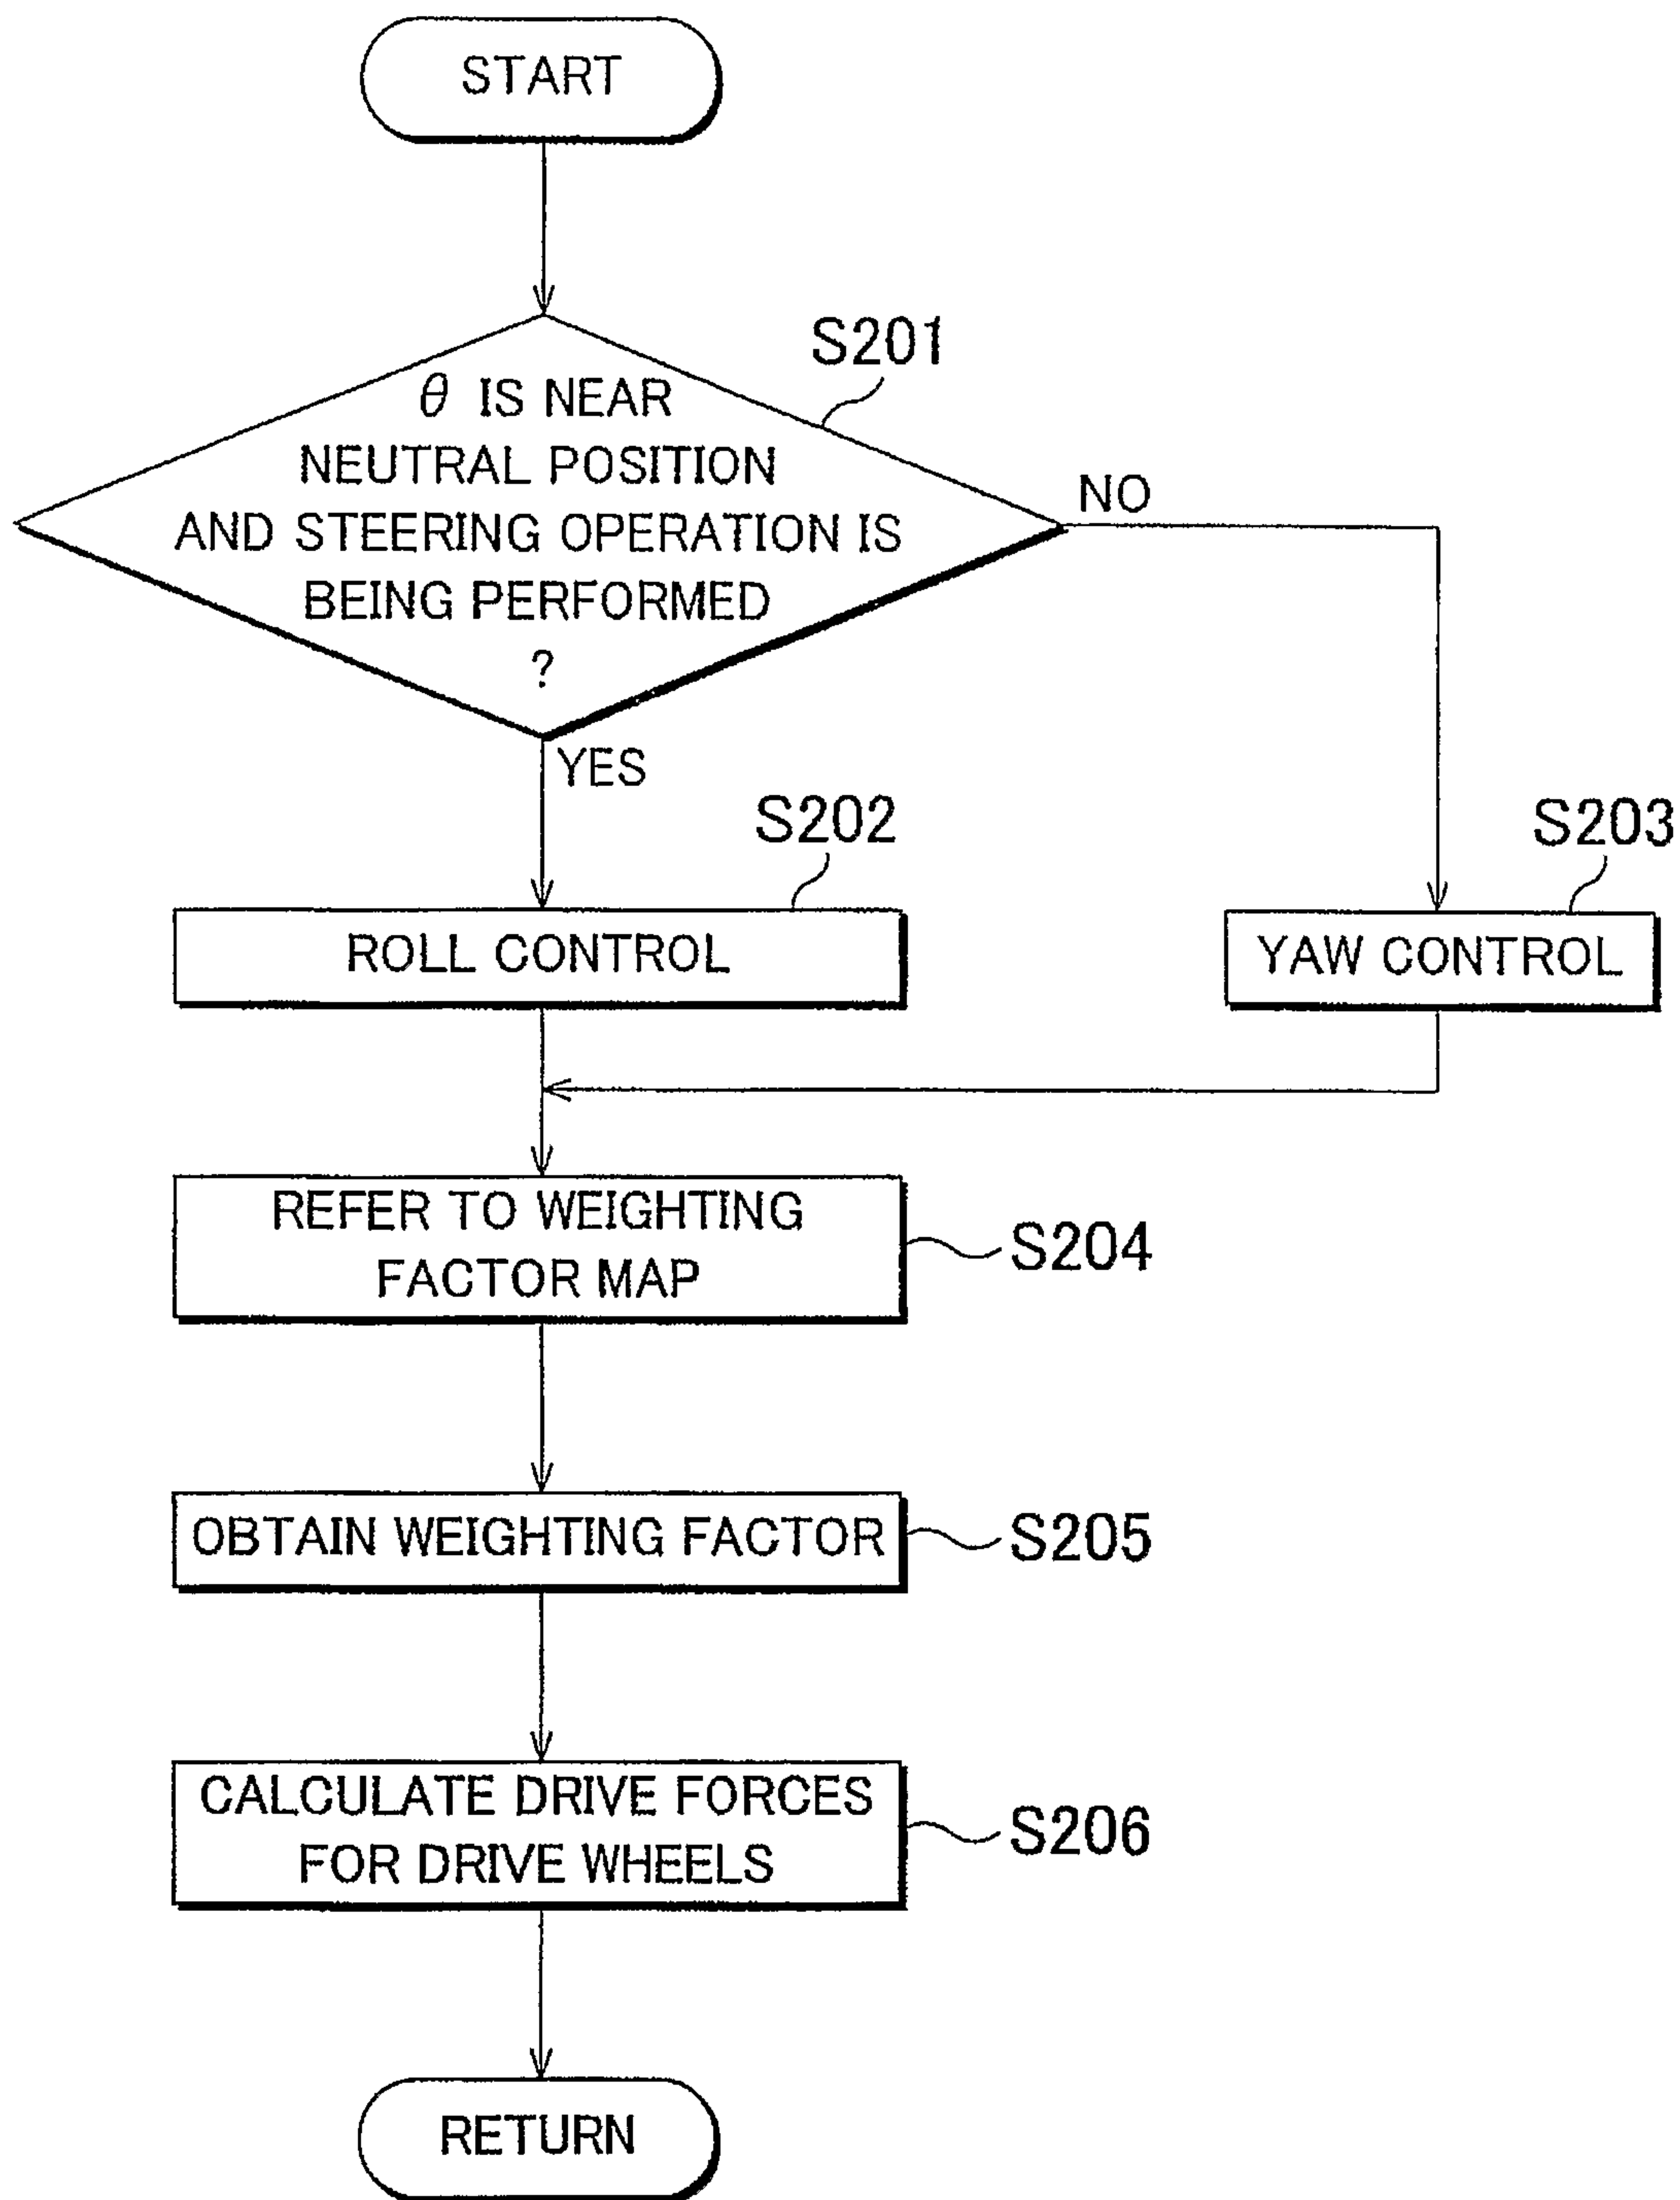 START
S201
θ IS NEAR
NEUTRAL POSITION
AND STEERING OPERATION IS
BEING PERFORMED
?
NO
YES
S202
S203
ROLL CONTROL
YAW CONTROL
REFER TO WEIGHTING
FACTOR MAP
S204
OBTAIN WEIGHTING FACTOR
S205
CALCULATE DRIVE FORCES
FOR DRIVE WHEELS
S206
RETURN